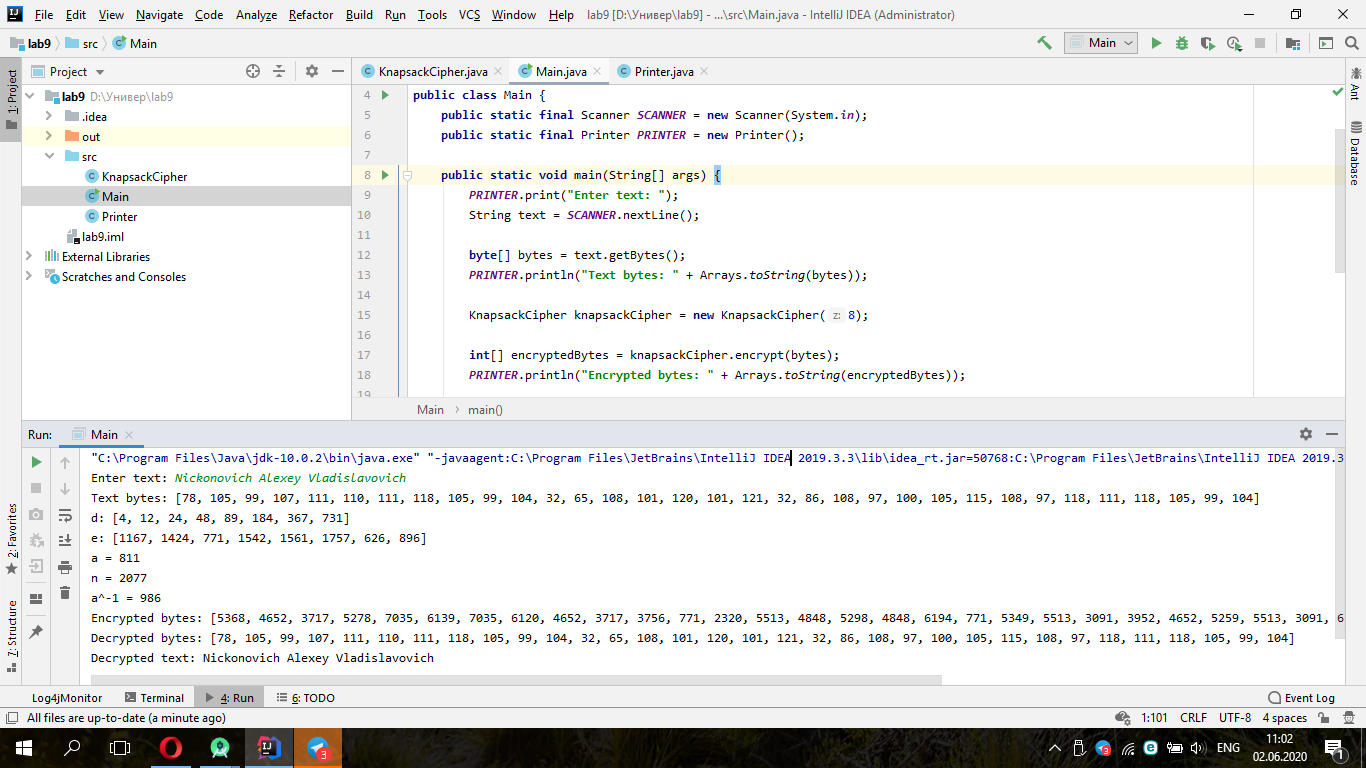 File Edit View Navigate Code Analyze Refactor Build Run Tools VCS Window Help lab9 [D:\Универ\lab9] - ...\src\Main.java - IntelliJ IDEA (Administrator)
lab9 src Main
Main
1: Project
Project
KnapsackCipher.java Main.java Printer.java
lab9 D:\Универ\lab9
.idea
out
src
KnapsackCipher
Main
Printer
lab9.iml
External Libraries
Scratches and Consoles
4 public class Main {
5 public static final Scanner SCANNER = new Scanner(System.in);
6 public static final Printer PRINTER = new Printer();
7
8 public static void main(String[] args) {
9 PRINTER.print("Enter text: ");
10 String text = SCANNER.nextLine();
11
12 byte[] bytes = text.getBytes();
13 PRINTER.println("Text bytes: " + Arrays.toString(bytes));
14
15 KnapsackCipher knapsackCipher = new KnapsackCipher( z: 8);
16
17 int[] encryptedBytes = knapsackCipher.encrypt(bytes);
18 PRINTER.println("Encrypted bytes: " + Arrays.toString(encryptedBytes));
19
Main main()
Ant
Database
Run: Main
2: Favorites
7: Structure
"C:\Program Files\Java\jdk-10.0.2\bin\java.exe" "-javaagent:C:\Program Files\JetBrains\IntelliJ IDEA 2019.3.3\lib\idea_rt.jar=50768:C:\Program Files\JetBrains\IntelliJ IDEA 2019.3
Enter text: Nickonovich Alexey Vladislavovich
Text bytes: [78, 105, 99, 107, 111, 110, 111, 118, 105, 99, 104, 32, 65, 108, 101, 120, 101, 121, 32, 86, 108, 97, 100, 105, 115, 108, 97, 118, 111, 118, 105, 99, 104]
d: [4, 12, 24, 48, 89, 184, 367, 731]
e: [1167, 1424, 771, 1542, 1561, 1757, 626, 896]
a = 811
n = 2077
a^-1 = 986
Encrypted bytes: [5368, 4652, 3717, 5278, 7035, 6139, 7035, 6120, 4652, 3717, 3756, 771, 2320, 5513, 4848, 5298, 4848, 6194, 771, 5349, 5513, 3091, 3952, 4652, 5259, 5513, 3091, 6
Decrypted bytes: [78, 105, 99, 107, 111, 110, 111, 118, 105, 99, 104, 32, 65, 108, 101, 120, 101, 121, 32, 86, 108, 97, 100, 105, 115, 108, 97, 118, 111, 118, 105, 99, 104]
Decrypted text: Nickonovich Alexey Vladislavovich
Log4jMonitor Terminal 4: Run 6: TODO Event Log
All files are up-to-date (a minute ago) 1:101 CRLF UTF-8 4 spaces
3 3 ENG 11:02
02.06.2020 1